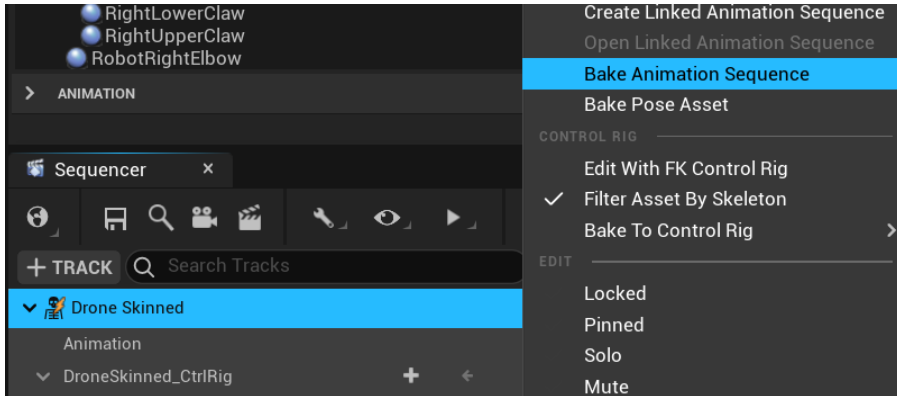 RightLowerClaw
RightUpperClaw
RobotRightElbow
ANIMATION
Sequencer
TRACK
Search Tracks
Drone Skinned
Animation
DroneSkinned_CtrlRig
Create Linked Animation Sequence
Open Linked Animation Sequence
Bake Animation Sequence
Bake Pose Asset
CONTROL RIG
Edit With FK Control Rig
Filter Asset By Skeleton
Bake To Control Rig
EDIT
Locked
Pinned
Solo
Mute